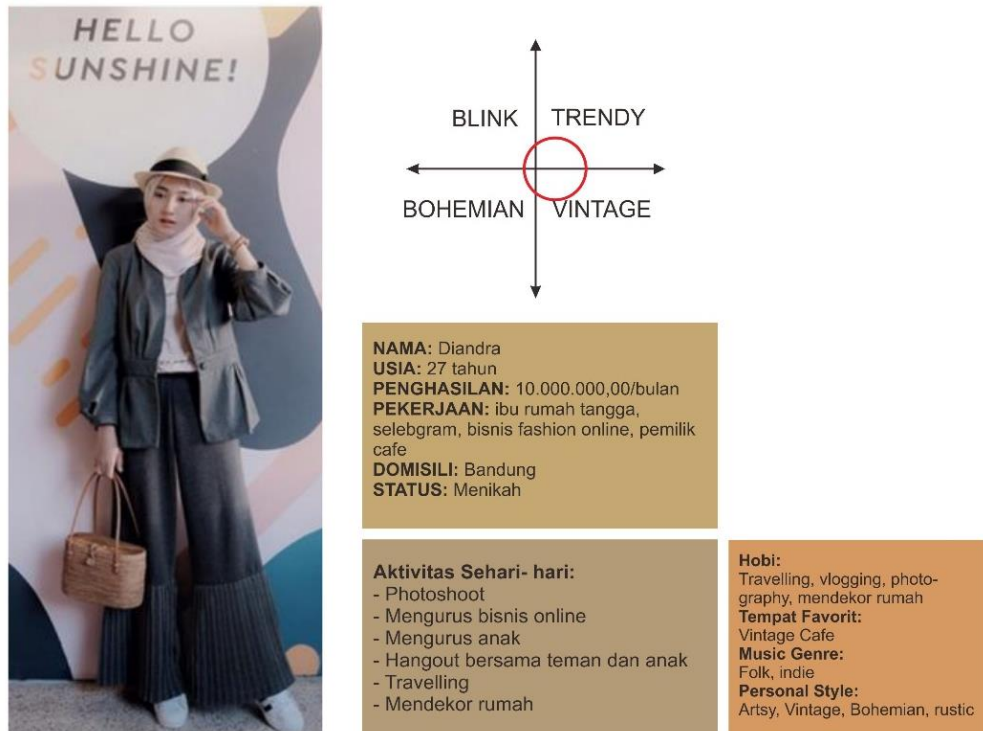 HELLO
SUNSHINE!
BLINK TRENDY
BOHEMIAN VINTAGE
NAMA: Diandra
USIA: 27 tahun
PENGHASILAN: 10.000.000,00/bulan
PEKERJAAN: ibu rumah tangga,
selebgram, bisnis fashion online, pemilik
cafe
DOMISILI: Bandung
STATUS: Menikah
Aktivitas Sehari- hari:
- Photoshoot
- Mengurus bisnis online
- Mengurus anak
- Hangout bersama teman dan anak
- Travelling
- Mendekor rumah
Hobi:
Travelling, vlogging, photo-
graphy, mendekor rumah
Tempat Favorit:
Vintage Cafe
Music Genre:
Folk, indie
Personal Style:
Artsy, Vintage, Bohemian, rustic